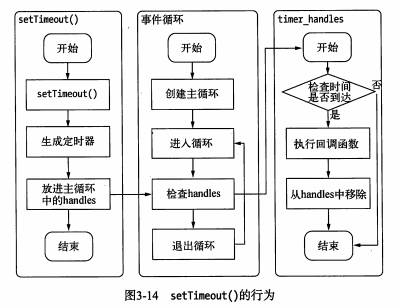 setTimeout()
开始
setTimeout()
生成定时器
放进主循环
中的handles
结束
事件循环
开始
创建主循环
进入循环
检查handles
退出循环
timer_handles
开始
检查时间
是否到达
否
是
执行回调函数
从handles中移除
结束
图3-14 setTimeout()的行为